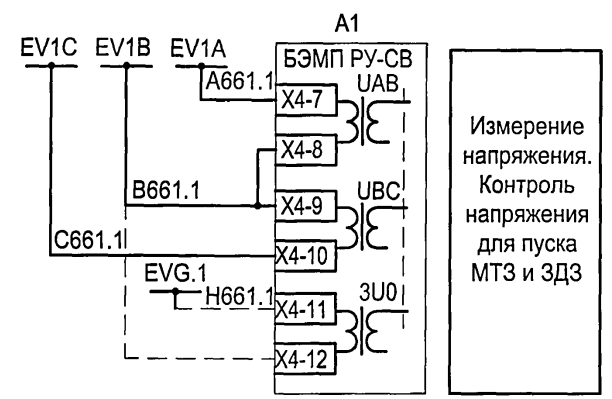 A1
EV1C EV1B EV1A
БЭМП РУ-СВ
A661.1
UAB
X4-7
X4-8
B661.1
UBC
X4-9
C661.1
X4-10
EVG.1
H661.1
3U0
X4-11
X4-12
Измерение
напряжения.
Контроль
напряжения
для пуска
МТЗ и ЗДЗ